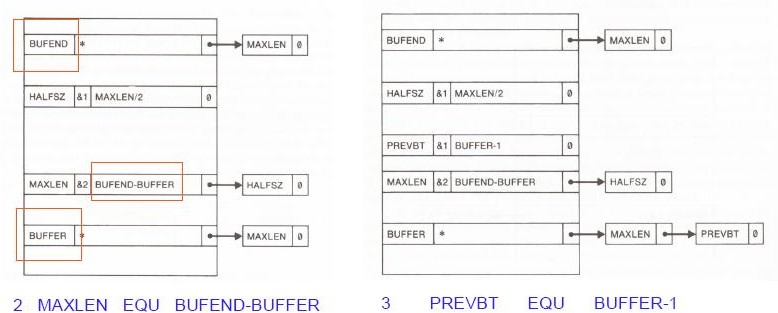 BUFEND * MAXLEN 0
HALFSZ &1 MAXLEN/2 0
MAXLEN &2 BUFEND-BUFFER HALFSZ 0
BUFFER * MAXLEN 0
2 MAXLEN EQU BUFEND-BUFFER
BUFEND * MAXLEN 0
HALFSZ &1 MAXLEN/2 0
PREVBT &1 BUFFER-1 0
MAXLEN &2 BUFEND-BUFFER HALFSZ 0
BUFFER * MAXLEN PREVBT 0
3 PREVBT EQU BUFFER-1